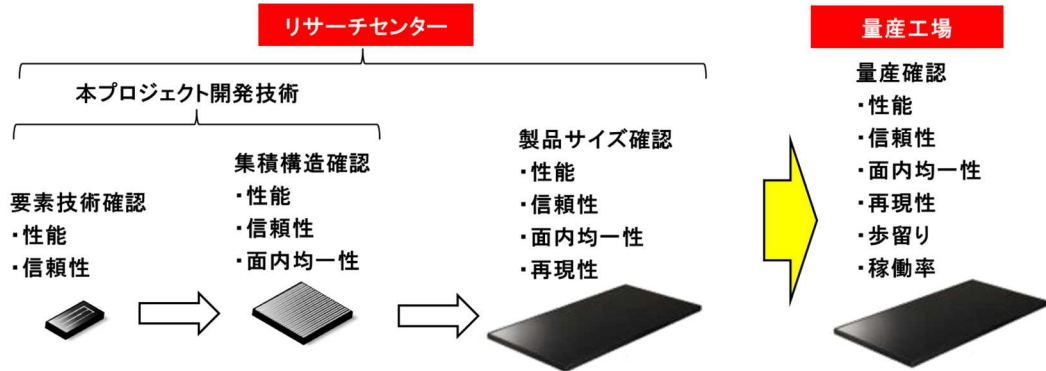 リサーチセンター
本プロジェクト開発技術
要素技術確認
・性能
・信頼性
集積構造確認
・性能
・信頼性
・面内均一性
製品サイズ確認
・性能
・信頼性
・面内均一性
・再現性
量産工場
量産確認
・性能
・信頼性
・面内均一性
・再現性
・歩留り
・稼働率